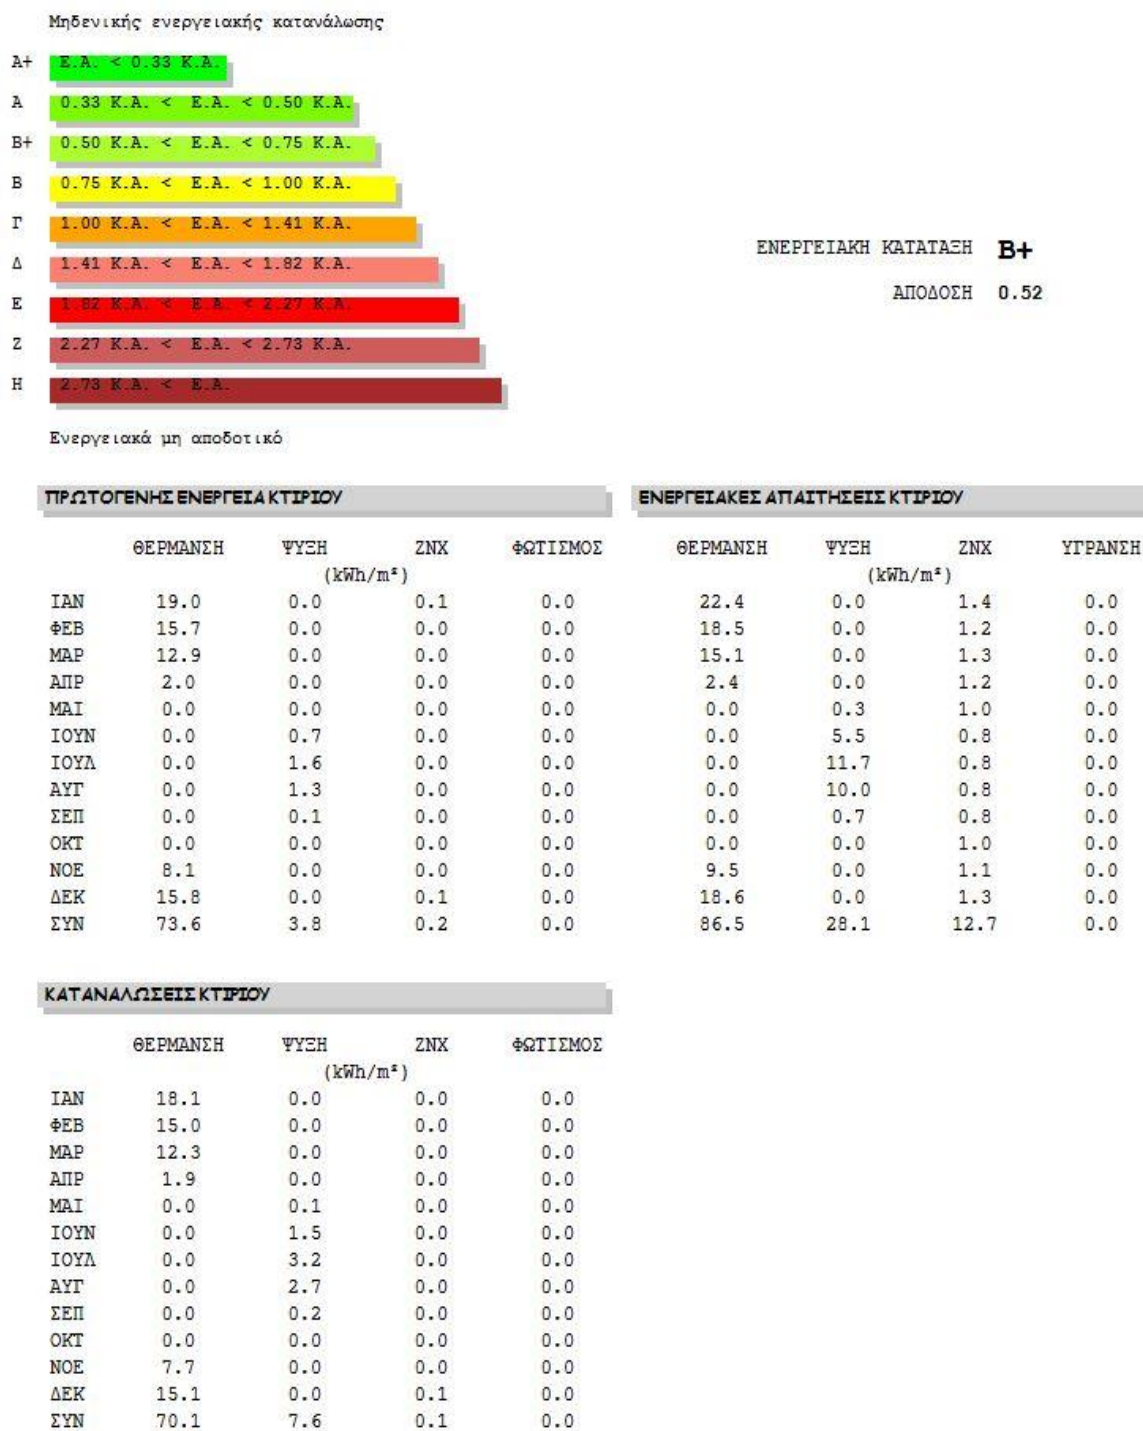 Μηδενικής ενεργειακής κατανάλωσης
Α+ Ε.Α. < 0.33 Κ.Α.
Α 0.33 Κ.Α. < Ε.Α. < 0.50 Κ.Α.
Β+ 0.50 Κ.Α. < Ε.Α. < 0.75 Κ.Α.
Β 0.75 Κ.Α. < Ε.Α. < 1.00 Κ.Α.
Γ 1.00 Κ.Α. < Ε.Α. < 1.41 Κ.Α.
Δ 1.41 Κ.Α. < Ε.Α. < 1.82 Κ.Α.
Ε 1.82 Κ.Α. < Ε.Α. < 2.27 Κ.Α.
Ζ 2.27 Κ.Α. < Ε.Α. < 2.73 Κ.Α.
Η 2.73 Κ.Α. < Ε.Α.
Ενεργειακά μη αποδοτικό
ΕΝΕΡΓΕΙΑΚΗ ΚΑΤΑΤΑΞΗ Β+
ΑΠΟΔΟΣΗ 0.52
ΠΡΩΤΟΓΕΝΗΣ ΕΝΕΡΓΕΙΑ ΚΤΙΡΙΟΥ
ΘΕΡΜΑΝΣΗ ΨΥΞΗ ΖΝΧ ΦΩΤΙΣΜΟΣ
(kWh/m²)
ΙΑΝ 19.0 0.0 0.1 0.0
ΦΕΒ 15.7 0.0 0.0 0.0
ΜΑΡ 12.9 0.0 0.0 0.0
ΑΠΡ 2.0 0.0 0.0 0.0
ΜΑΙ 0.0 0.0 0.0 0.0
ΙΟΥΝ 0.0 0.7 0.0 0.0
ΙΟΥΛ 0.0 1.6 0.0 0.0
ΑΥΓ 0.0 1.3 0.0 0.0
ΣΕΠ 0.0 0.1 0.0 0.0
ΟΚΤ 0.0 0.0 0.0 0.0
ΝΟΕ 8.1 0.0 0.0 0.0
ΔΕΚ 15.8 0.0 0.1 0.0
ΣΥΝ 73.6 3.8 0.2 0.0
ΕΝΕΡΓΕΙΑΚΕΣ ΑΠΑΙΤΗΣΕΙΣ ΚΤΙΡΙΟΥ
ΘΕΡΜΑΝΣΗ ΨΥΞΗ ΖΝΧ ΥΓΡΑΝΣΗ
(kWh/m²)
22.4 0.0 1.4 0.0
18.5 0.0 1.2 0.0
15.1 0.0 1.3 0.0
2.4 0.0 1.2 0.0
0.0 0.3 1.0 0.0
0.0 5.5 0.8 0.0
0.0 11.7 0.8 0.0
0.0 10.0 0.8 0.0
0.0 0.7 0.8 0.0
0.0 0.0 1.0 0.0
9.5 0.0 1.1 0.0
18.6 0.0 1.3 0.0
86.5 28.1 12.7 0.0
ΚΑΤΑΝΑΛΩΣΕΙΣ ΚΤΙΡΙΟΥ
ΘΕΡΜΑΝΣΗ ΨΥΞΗ ΖΝΧ ΦΩΤΙΣΜΟΣ
(kWh/m²)
ΙΑΝ 18.1 0.0 0.0 0.0
ΦΕΒ 15.0 0.0 0.0 0.0
ΜΑΡ 12.3 0.0 0.0 0.0
ΑΠΡ 1.9 0.0 0.0 0.0
ΜΑΙ 0.0 0.1 0.0 0.0
ΙΟΥΝ 0.0 1.5 0.0 0.0
ΙΟΥΛ 0.0 3.2 0.0 0.0
ΑΥΓ 0.0 2.7 0.0 0.0
ΣΕΠ 0.0 0.2 0.0 0.0
ΟΚΤ 0.0 0.0 0.0 0.0
ΝΟΕ 7.7 0.0 0.0 0.0
ΔΕΚ 15.1 0.0 0.1 0.0
ΣΥΝ 70.1 7.6 0.1 0.0